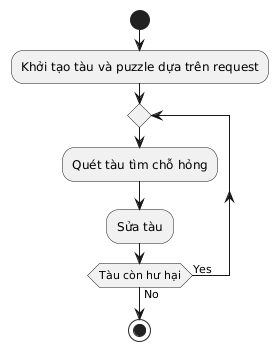 Khởi tạo tàu và puzzle dựa trên request
Quét tàu tìm chỗ hỏng
Sửa tàu
Tàu còn hư hại
Yes
No